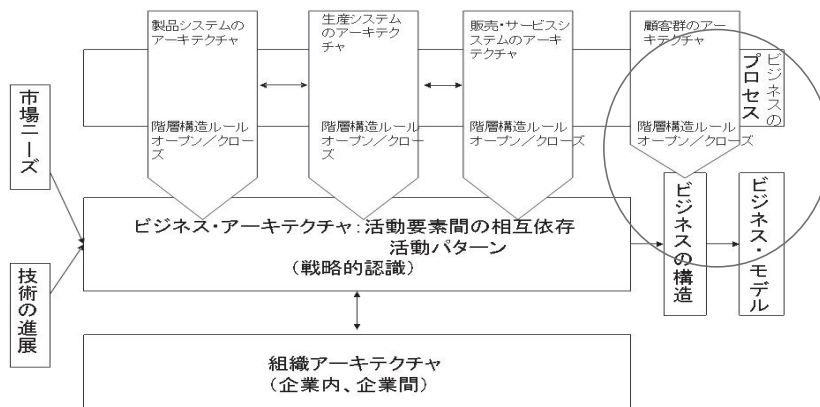 製品システムの
アーキテクチャ
生産システム
のアーキテク
チャ
販売・サービスシ
ステムのアーキ
テクチャ
顧客群のアー
キテクチャ
ビジネスの
プロセス
階層構造ルール
オープン／クロー
ズ
階層構造ルール
オープン／クロー
ズ
階層構造ルール
オープン／クローズ
階層構造ルール
オープン／クローズ
市場ニーズ
技術の進展
ビジネス・アーキテクチャ：活動要素間の相互依存
活動パターン
（戦略的認識）
ビジネスの構造
ビジネス・モデル
組織アーキテクチャ
（企業内、企業間）